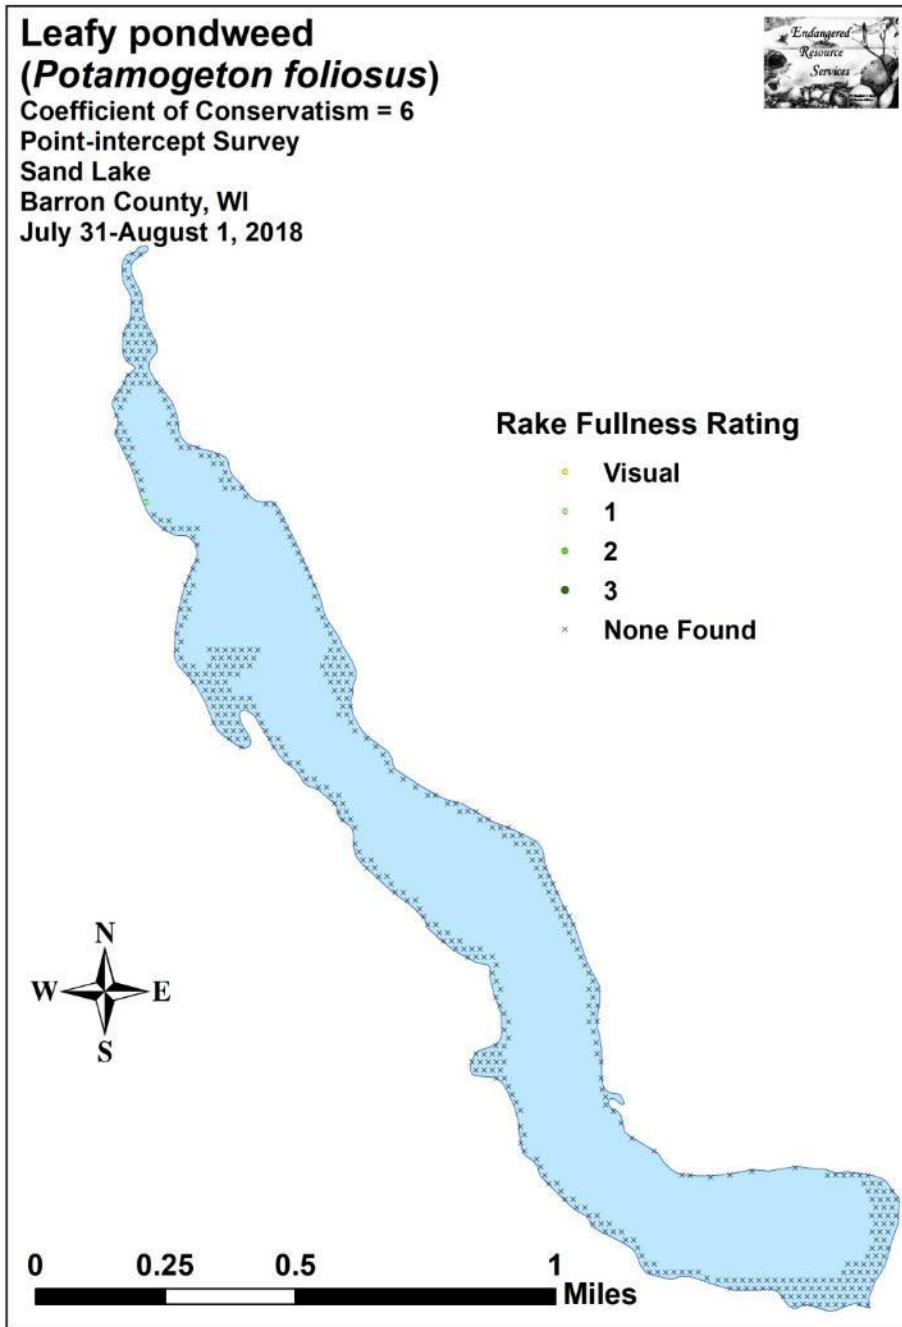 Leafy pondweed
(Potamogeton foliosus)
Coefficient of Conservatism = 6
Point-intercept Survey
Sand Lake
Barron County, WI
July 31-August 1, 2018
Endangered
Resource
Services
Rake Fullness Rating
Visual
1
2
3
None Found
N
W E
S
0 0.25 0.5 1
Miles